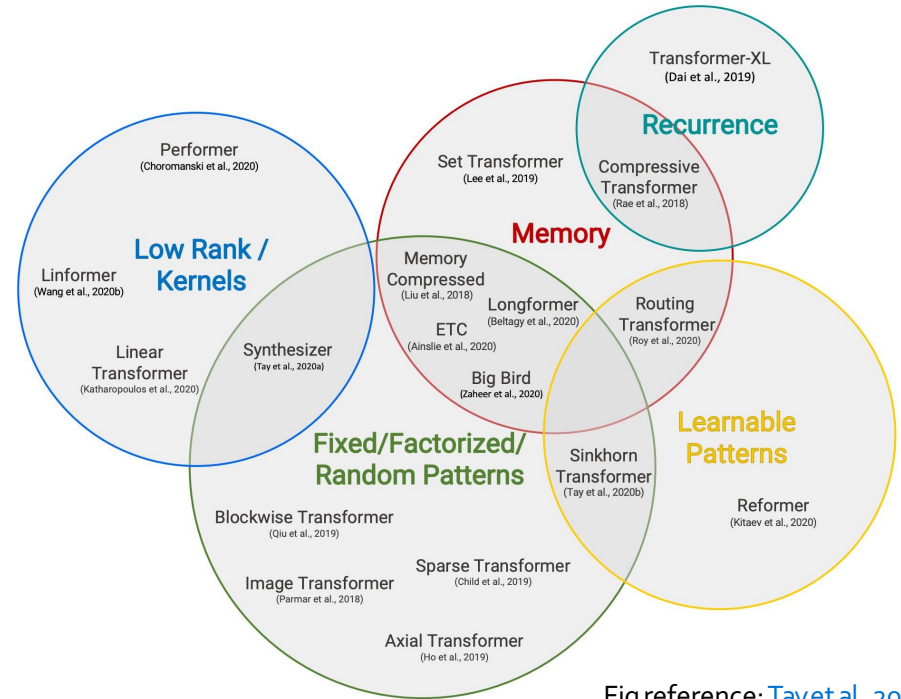 Transformer-XL
(Dai et al., 2019)
Recurrence
Compressive
Transformer
(Rae et al., 2018)
Performer
(Choromanski et al., 2020)
Set Transformer
(Lee et al., 2019)
Memory
Low Rank /
Kernels
Linformer
(Wang et al., 2020b)
Linear
Transformer
(Katharopoulos et al., 2020)
Synthesizer
(Tay et al., 2020a)
Memory
Compressed
(Liu et al., 2018)
Longformer
(Beltagy et al., 2020)
ETC
(Ainslie et al., 2020)
Big Bird
(Zaheer et al., 2020)
Routing
Transformer
(Roy et al., 2020)
Learnable
Patterns
Fixed/Factorized/
Random Patterns
Sinkhorn
Transformer
(Tay et al., 2020b)
Reformer
(Kitaev et al., 2020)
Blockwise Transformer
(Qiu et al., 2019)
Sparse Transformer
(Child et al., 2019)
Image Transformer
(Parmar et al., 2018)
Axial Transformer
(Ho et al., 2019)
Fig reference: Tay et al.